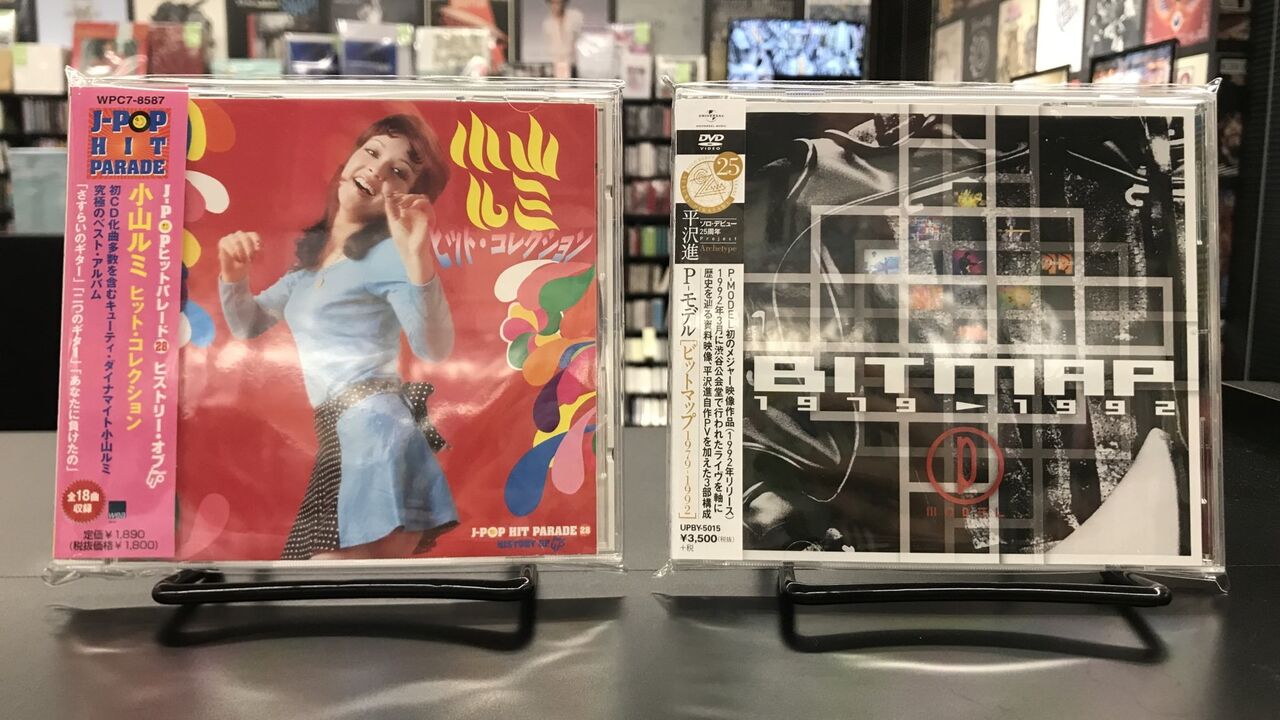 WPC7-8587
J-POP
HIT
PARADE
J-POPヒットパレード28 ヒストリー・オブJP
小山ルミ ヒット・コレクション
初CD化曲多数を含むキューティ・ダイナマイト小山ルミ
究極のベスト・アルバム
「さすらいのギター」「二つのギター」「あなたに負けたの」
全18曲
収録
wea
定価￥1,890
(税抜価格￥1,800)
小山
ルミ
ヒット・コレクション
J-POP HIT PARADE 28
HISTORY OF JP
UNIVERSAL
DVD
VIDEO
25
平沢進
ソロ・デビュー
25周年
Project
Archetype
P-モデル [ビットマップ 1979-1992]
P-MODEL初のメジャー映像作品(1992年リリース)
1992年3月に渋谷公会堂で行われたライヴを軸に
歴史を辿る資料映像、平沢進自作PVを加えた3部構成
UPBY-5015
¥3,500(税抜)
+税
BITMAP
1979►1992
p
MODEL